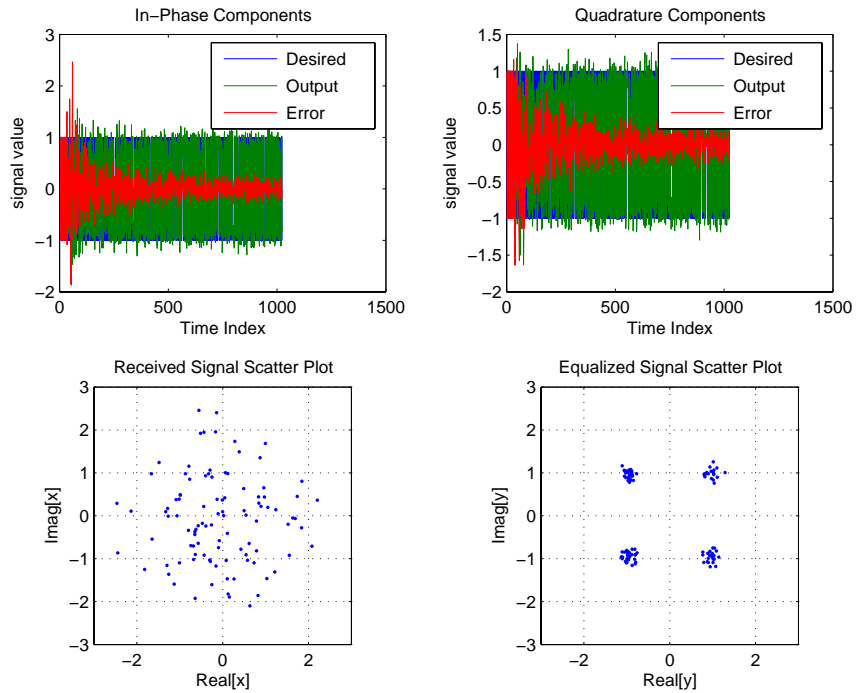 In−Phase Components
3
2
1
0
−1
−2
signal value
0
500
1000
1500
Time Index
Desired
Output
Error
Quadrature Components
1.5
1
0.5
0
−0.5
−1
−1.5
−2
signal value
0
500
1000
1500
Time Index
Desired
Output
Error
Received Signal Scatter Plot
3
2
1
0
−1
−2
−3
Imag[x]
−2
0
2
Real[x]
Equalized Signal Scatter Plot
3
2
1
0
−1
−2
−3
Imag[y]
−2
0
2
Real[y]